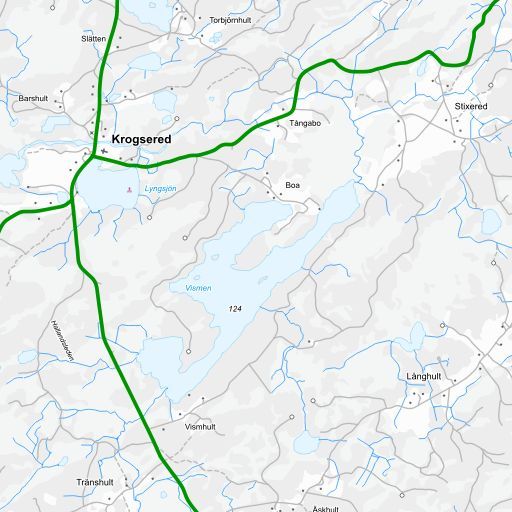 Torbjörnhult
Slätten
Barshult
Stixered
Tångabo
Krogsered
Lyngsjön
Boa
Vismen
124
Hallandsleden
Långhult
Vismhult
Tränshult
Åskhult